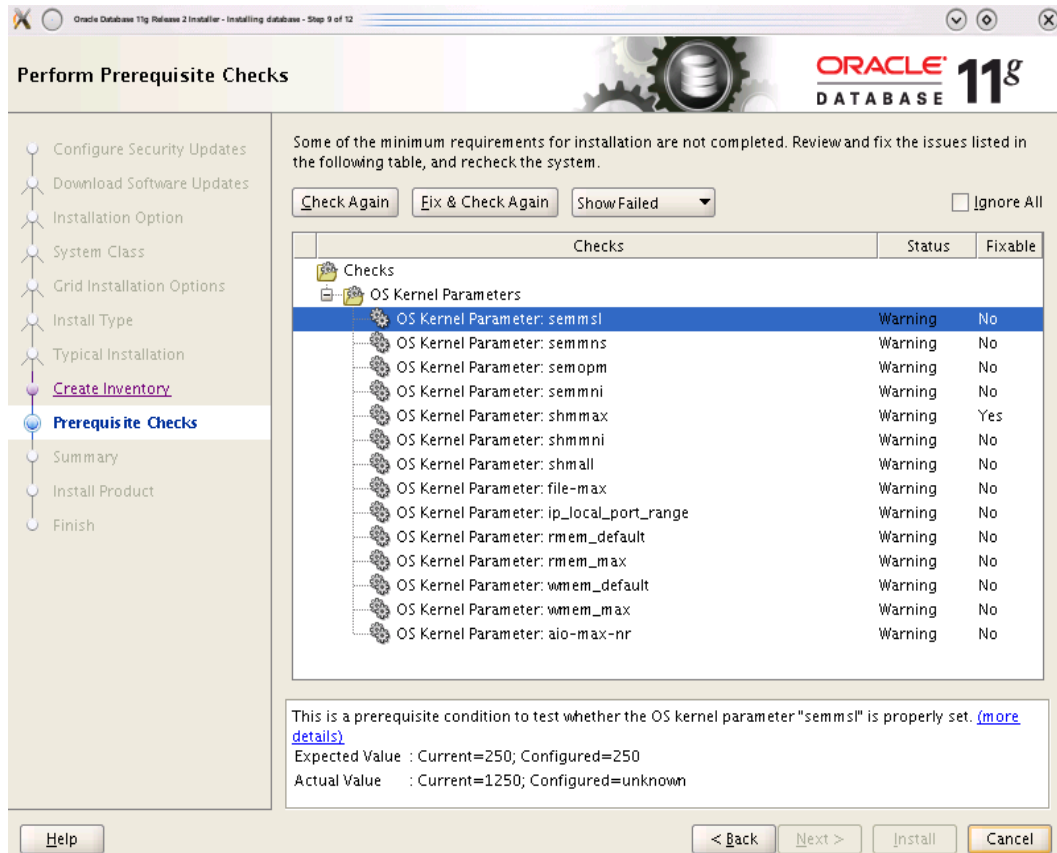 Oracle Database 11g Release 2 Installer - Installing database - Step 9 of 12
Perform Prerequisite Checks
ORACLE DATABASE 11g
Configure Security Updates
Download Software Updates
Installation Option
System Class
Grid Installation Options
Install Type
Typical Installation
Create Inventory
Prerequisite Checks
Summary
Install Product
Finish
Some of the minimum requirements for installation are not completed. Review and fix the issues listed in
the following table, and recheck the system.
Check Again Fix & Check Again Show Failed Ignore All
Checks Status Fixable
Checks
OS Kernel Parameters
OS Kernel Parameter: semmsl Warning No
OS Kernel Parameter: semmns Warning No
OS Kernel Parameter: semopm Warning No
OS Kernel Parameter: semmni Warning No
OS Kernel Parameter: shmmax Warning Yes
OS Kernel Parameter: shmmni Warning No
OS Kernel Parameter: shmall Warning No
OS Kernel Parameter: file-max Warning No
OS Kernel Parameter: ip_local_port_range Warning No
OS Kernel Parameter: rmem_default Warning No
OS Kernel Parameter: rmem_max Warning No
OS Kernel Parameter: wmem_default Warning No
OS Kernel Parameter: wmem_max Warning No
OS Kernel Parameter: aio-max-nr Warning No
This is a prerequisite condition to test whether the OS kernel parameter "semmsl" is properly set. (more
details)
Expected Value : Current=250; Configured=250
Actual Value : Current=1250; Configured=unknown
Help < Back Next > Install Cancel